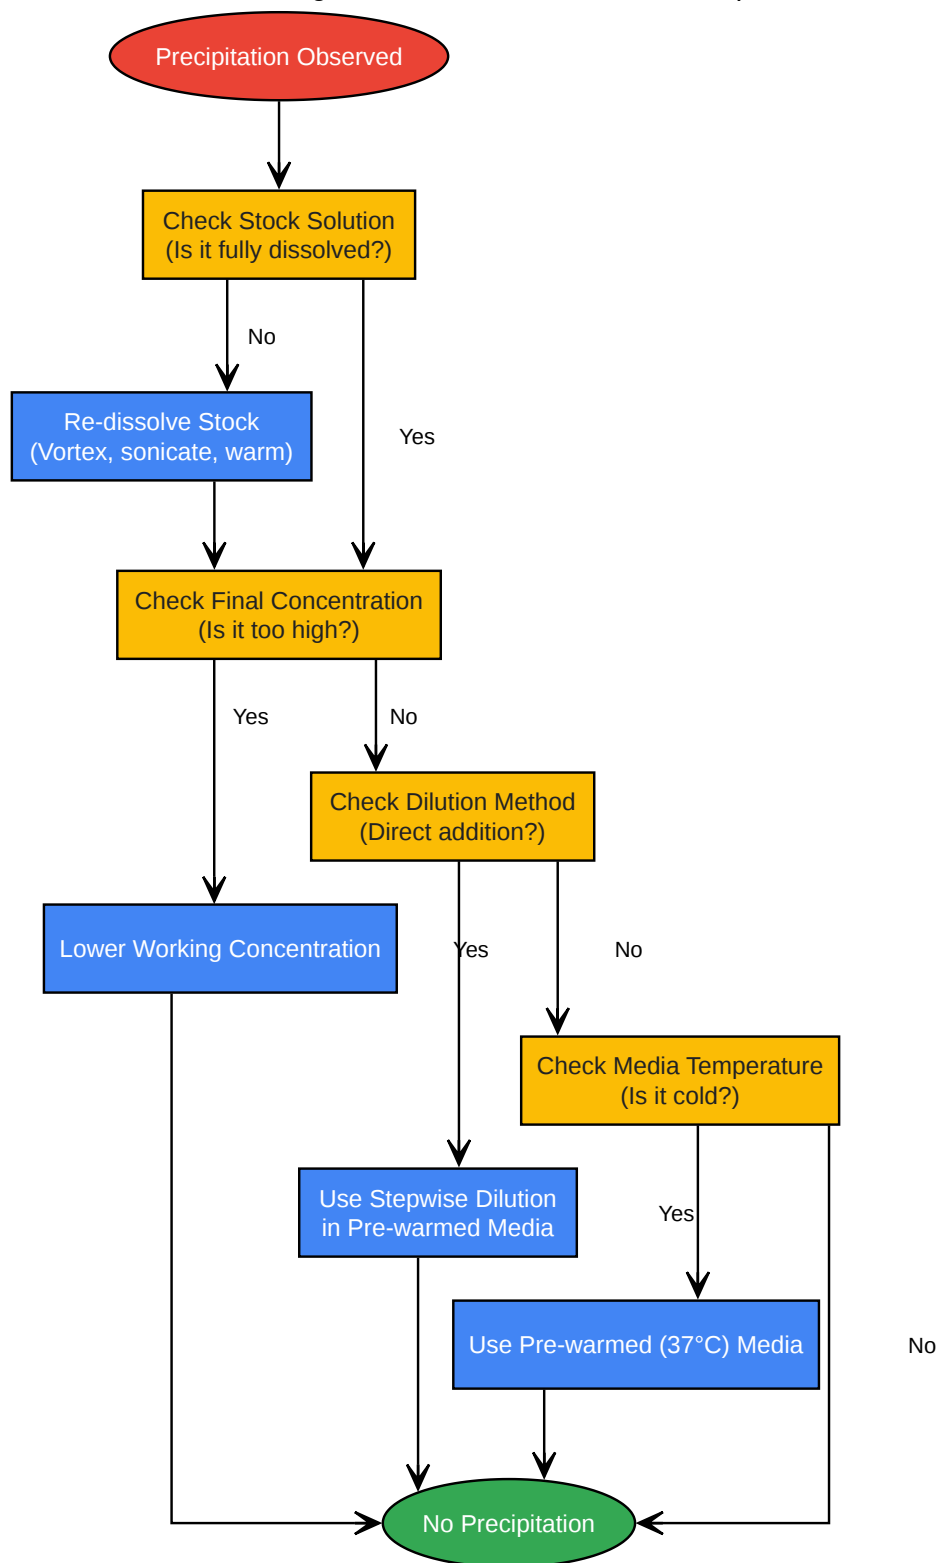 Precipitation Observed
Check Stock Solution
(Is it fully dissolved?)
No
Re-dissolve Stock
(Vortex, sonicate, warm)
Yes
Check Final Concentration
(Is it too high?)
Yes
No
Check Dilution Method
(Direct addition?)
Lower Working Concentration
Yes
No
Check Media Temperature
(Is it cold?)
Use Stepwise Dilution
in Pre-warmed Media
Yes
Use Pre-warmed (37°C) Media
No
No Precipitation